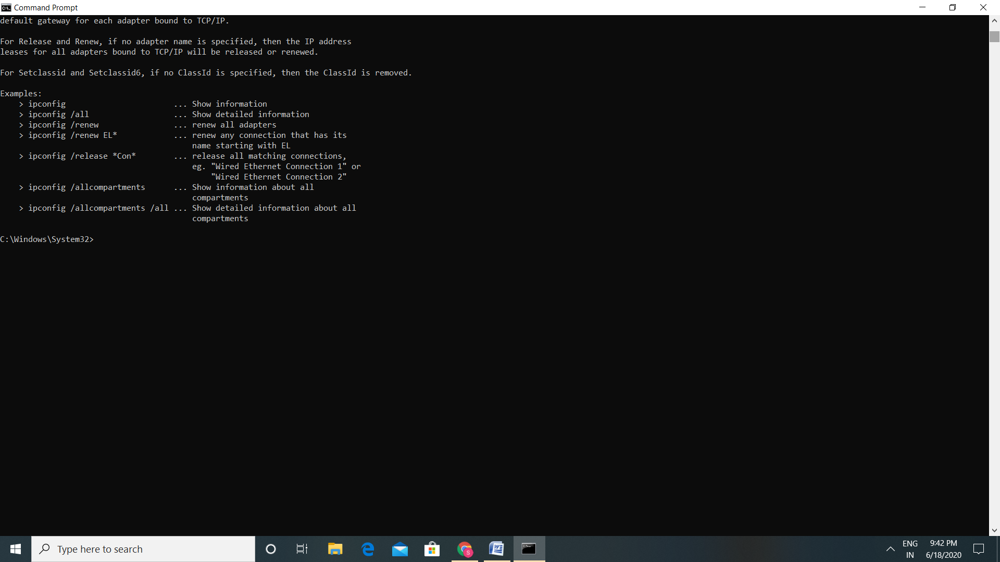 Command Prompt
default gateway for each adapter bound to TCP/IP.
For Release and Renew, if no adapter name is specified, then the IP address
leases for all adapters bound to TCP/IP will be released or renewed.
For Setclassid and Setclassid6, if no ClassId is specified, then the ClassId is removed.
Examples:
    > ipconfig                       ... Show information
    > ipconfig /all                  ... Show detailed information
    > ipconfig /renew                ... renew all adapters
    > ipconfig /renew EL*            ... renew any connection that has its
                                         name starting with EL
    > ipconfig /release *Con*        ... release all matching connections,
                                         eg. "Wired Ethernet Connection 1" or
                                             "Wired Ethernet Connection 2"
    > ipconfig /allcompartments      ... Show information about all
                                         compartments
    > ipconfig /allcompartments /all ... Show detailed information about all
                                         compartments
C:\Windows\System32>
Type here to search
ENG
IN
9:42 PM
6/18/2020